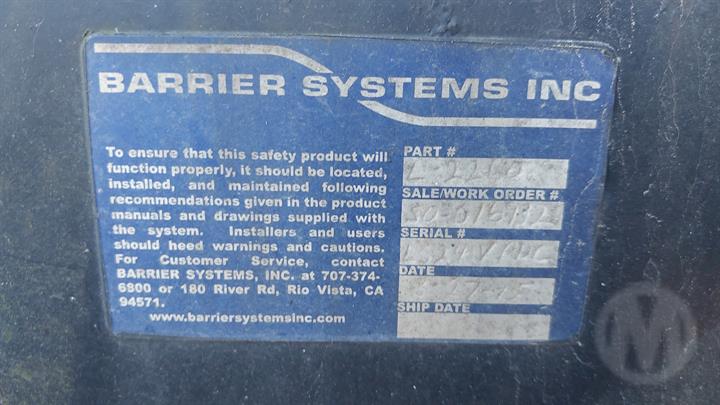 BARRIER SYSTEMS INC
To ensure that this safety product will
function properly, it should be located,
installed, and maintained following
recommendations given in the product
manuals and drawings supplied with
the system. Installers and users
should heed warnings and cautions.
For Customer Service, contact
BARRIER SYSTEMS, INC. at 707-374-
6800 or 180 River Rd, Rio Vista, CA
94571.
www.barriersystemsinc.com
PART #
SALE/WORK ORDER #
SERIAL #
DATE
SHIP DATE
M